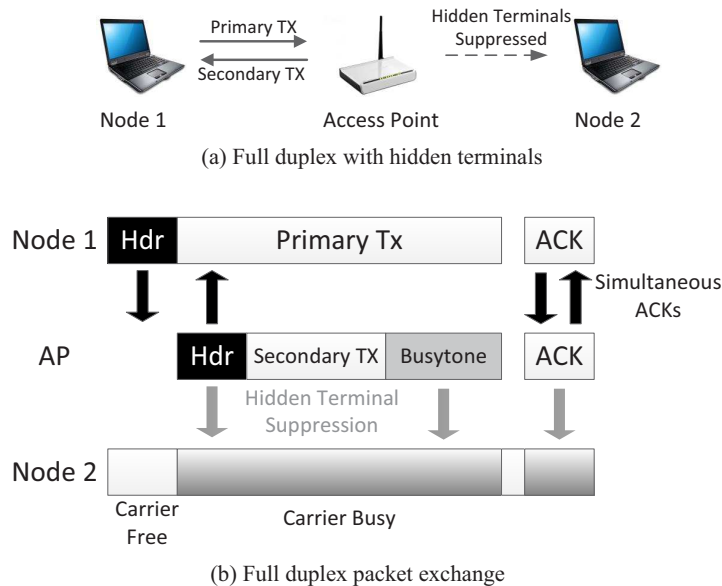 Primary TX
Secondary TX
Hidden Terminals
Suppressed
Node 1
Access Point
Node 2
(a) Full duplex with hidden terminals
Node 1
Hdr
Primary Tx
ACK
Simultaneous
ACKs
AP
Hdr
Secondary TX
Busytone
ACK
Hidden Terminal
Suppression
Node 2
Carrier
Free
Carrier Busy
(b) Full duplex packet exchange